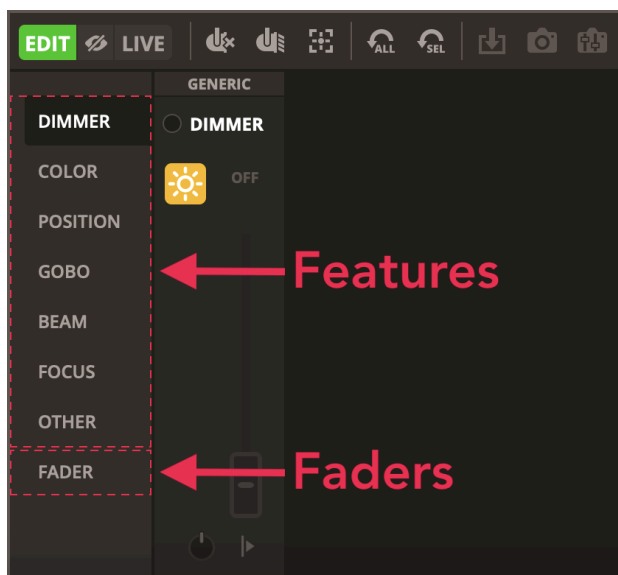 EDIT LIVE ALL SEL
GENERIC
DIMMER
DIMMER
COLOR
OFF
POSITION
GOBO
Features
BEAM
FOCUS
OTHER
FADER
Faders